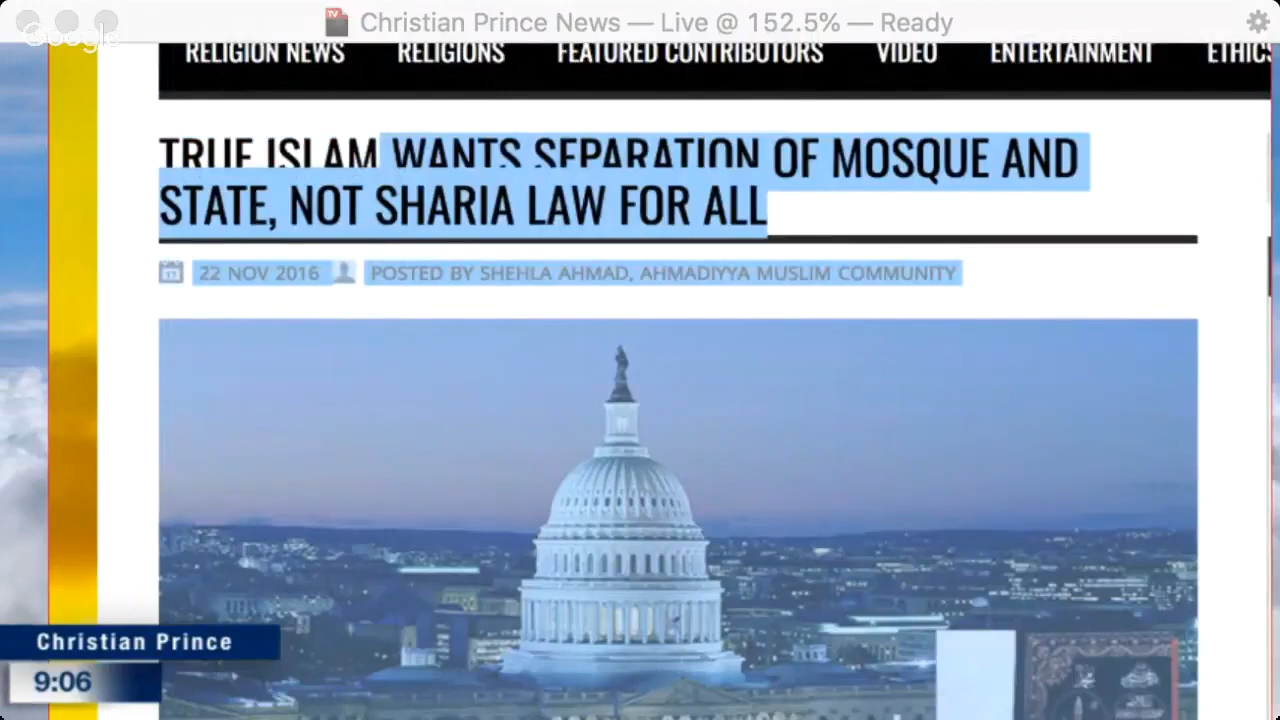 Christian Prince News — Live @ 152.5% — Ready
Google
RELIGION NEWS RELIGIONS FEATURED CONTRIBUTORS VIDEO ENTERTAINMENT ETHICS
TRUE ISLAM WANTS SEPARATION OF MOSQUE AND
STATE, NOT SHARIA LAW FOR ALL
22 NOV 2016 POSTED BY SHEHLA AHMAD, AHMADIYYA MUSLIM COMMUNITY
Christian Prince
9:06